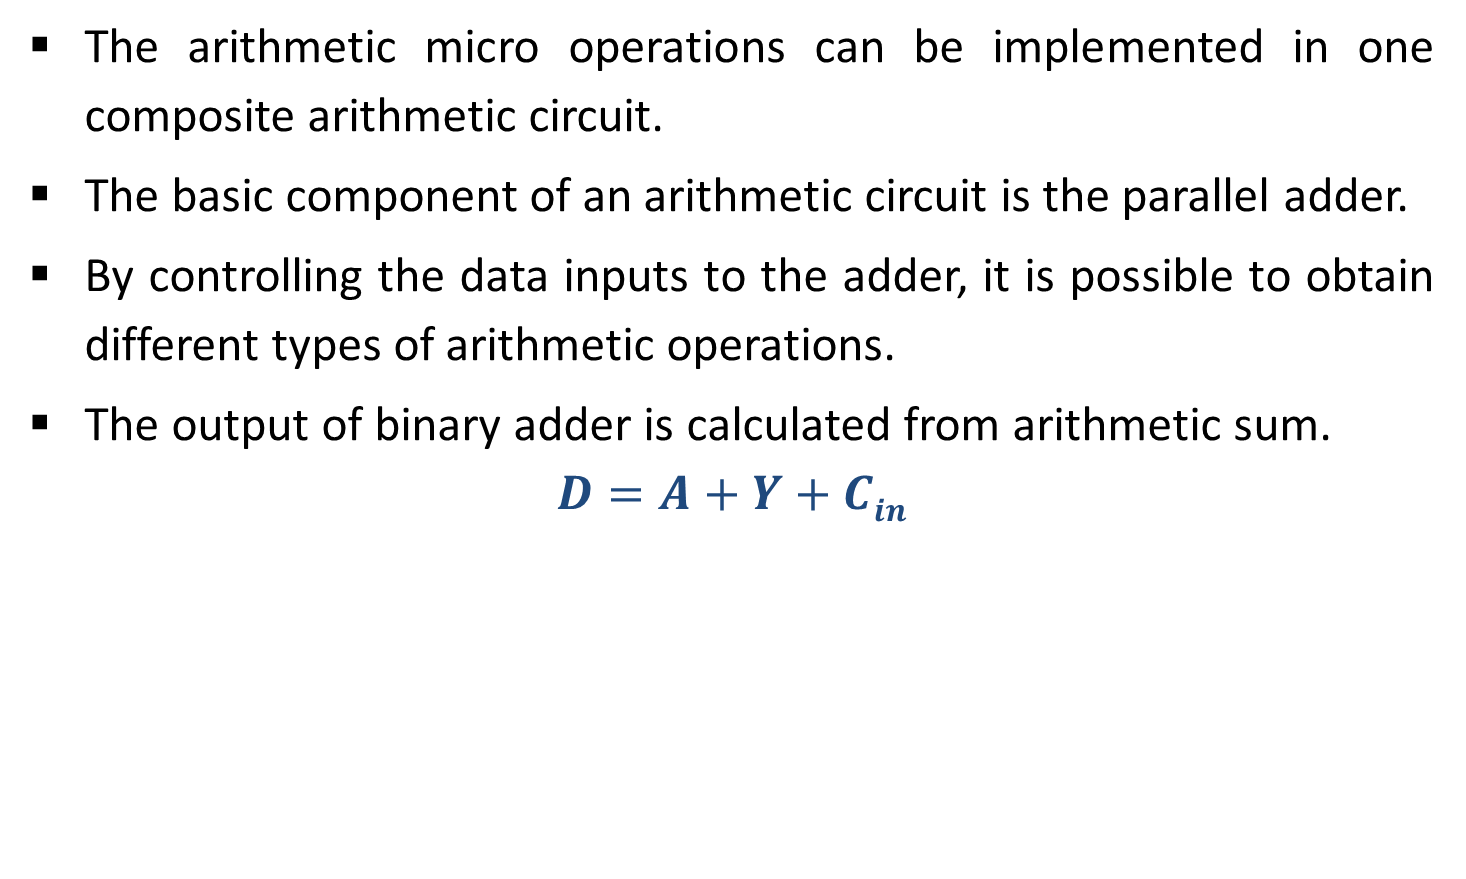 ▪ The arithmetic micro operations can be implemented in one
composite arithmetic circuit.
▪ The basic component of an arithmetic circuit is the parallel adder.
▪ By controlling the data inputs to the adder, it is possible to obtain
different types of arithmetic operations.
▪ The output of binary adder is calculated from arithmetic sum.
D = A + Y + C_in